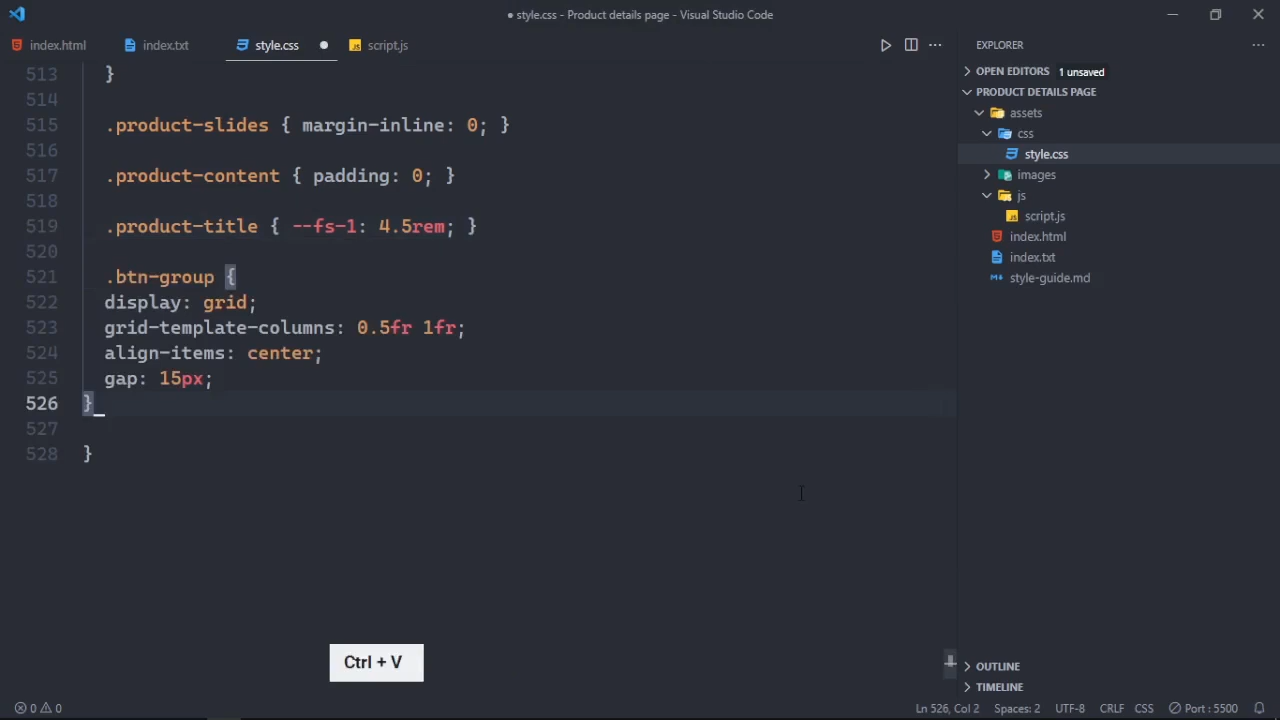 ● style.css - Product details page - Visual Studio Code
index.html index.txt style.css ● script.js
513 }
514
515 .product-slides { margin-inline: 0; }
516
517 .product-content { padding: 0; }
518
519 .product-title { --fs-1: 4.5rem; }
520
521 .btn-group {
522 display: grid;
523 grid-template-columns: 0.5fr 1fr;
524 align-items: center;
525 gap: 15px;
526 }
527
528 }
Ctrl + V
EXPLORER
OPEN EDITORS 1 unsaved
PRODUCT DETAILS PAGE
assets
css
style.css
images
js
script.js
index.html
index.txt
style-guide.md
OUTLINE
TIMELINE
0 0 Ln 526, Col 2 Spaces: 2 UTF-8 CRLF CSS Port : 5500